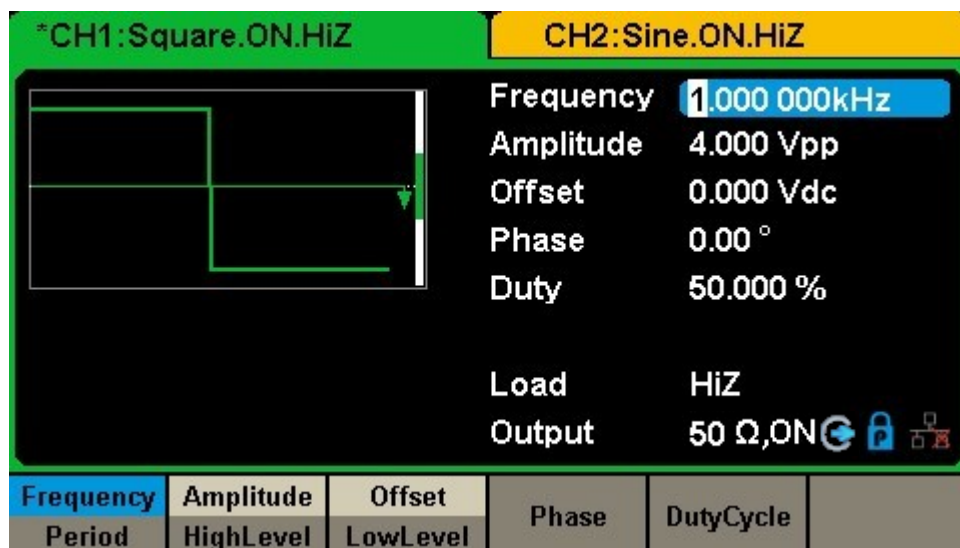 *CH1:Square.ON.HiZ CH2:Sine.ON.HiZ
Frequency 1.000 000kHz
Amplitude 4.000 Vpp
Offset 0.000 Vdc
Phase 0.00 °
Duty 50.000 %
Load HiZ
Output 50 Ω,ON P
Frequency Amplitude Offset Phase DutyCycle
Period HighLevel LowLevel